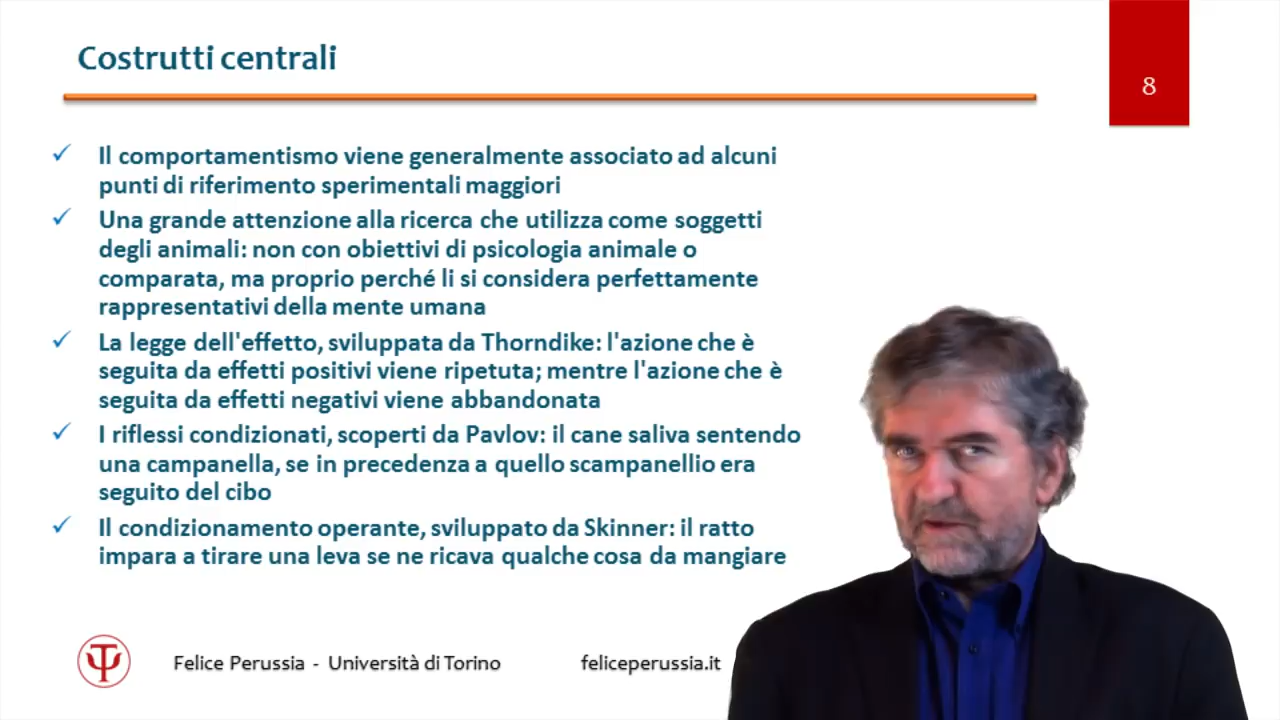 Costrutti centrali
8
Il comportamentismo viene generalmente associato ad alcuni
punti di riferimento sperimentali maggiori
Una grande attenzione alla ricerca che utilizza come soggetti
degli animali: non con obiettivi di psicologia animale o
comparata, ma proprio perché li si considera perfettamente
rappresentativi della mente umana
La legge dell'effetto, sviluppata da Thorndike: l'azione che è
seguita da effetti positivi viene ripetuta; mentre l'azione che è
seguita da effetti negativi viene abbandonata
I riflessi condizionati, scoperti da Pavlov: il cane saliva sentendo
una campanella, se in precedenza a quello scampanellio era
seguito del cibo
Il condizionamento operante, sviluppato da Skinner: il ratto
impara a tirare una leva se ne ricava qualche cosa da mangiare
Felice Perussia - Università di Torino
feliceperussia.it